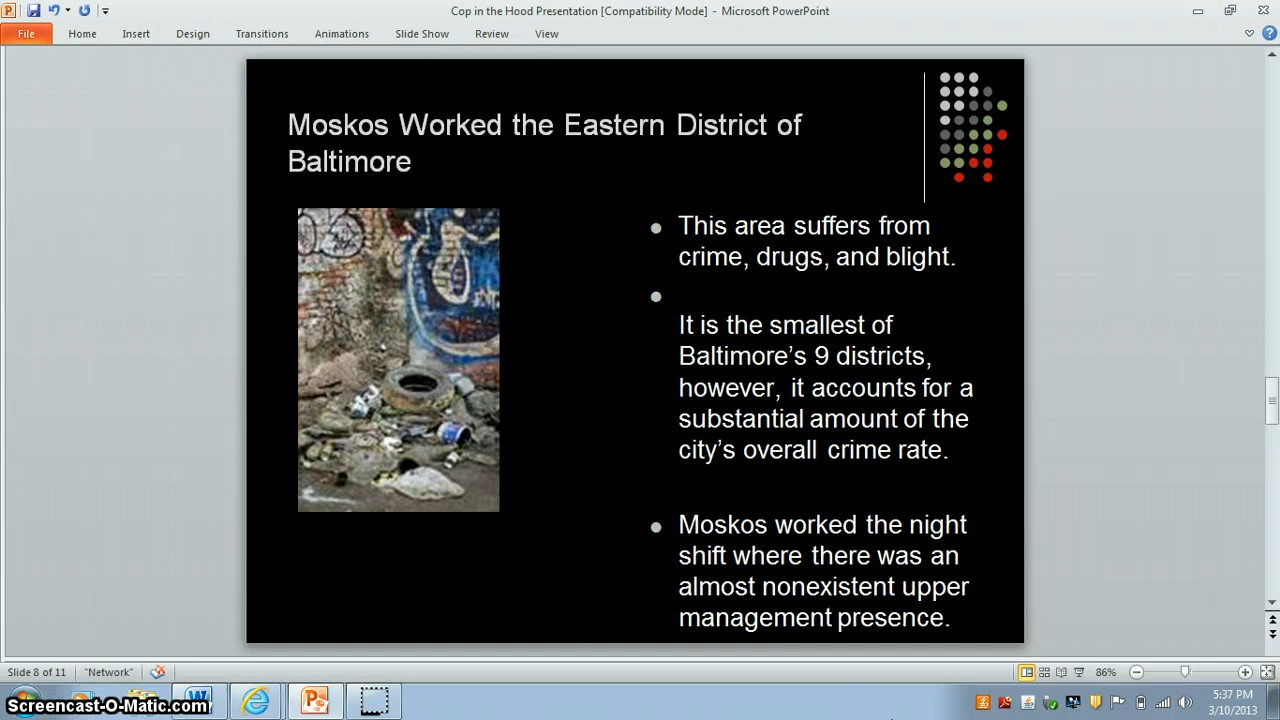 Cop in the Hood Presentation [Compatibility Mode] - Microsoft PowerPoint
File Home Insert Design Transitions Animations Slide Show Review View
Moskos Worked the Eastern District of
Baltimore
This area suffers from
crime, drugs, and blight.
It is the smallest of
Baltimore’s 9 districts,
however, it accounts for a
substantial amount of the
city’s overall crime rate.
Moskos worked the night
shift where there was an
almost nonexistent upper
management presence.
Slide 8 of 11 "Network" 86%
Screencast-O-Matic.com
5:37 PM
3/10/2013